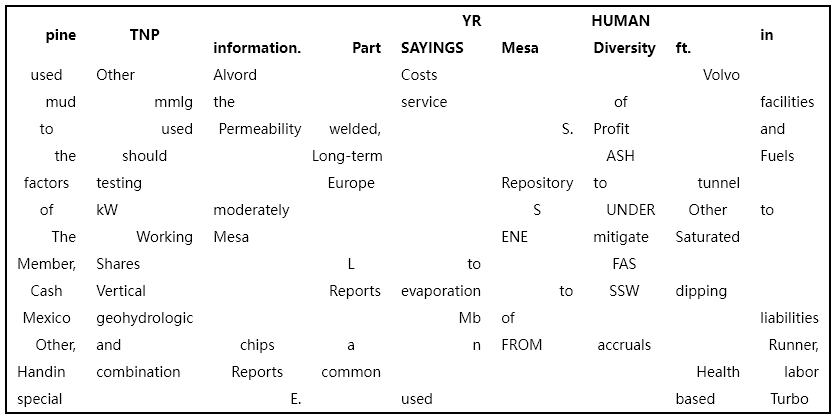 pine TNP information. Part YR SAYINGS Mesa HUMAN Diversity ft. in
used Other Alvord Costs Volvo
mud mmlg the service of facilities
to used Permeability welded, S. Profit and
the should Long-term ASH Fuels
factors testing Europe Repository to tunnel
of kW moderately S UNDER Other to
The Working Mesa ENE mitigate Saturated
Member, Shares L to FAS
Cash Vertical Reports evaporation to SSW dipping
Mexico geohydrologic Mb of liabilities
Other, and chips a n FROM accruals Runner,
Handin combination Reports common Health labor
special E. used based Turbo